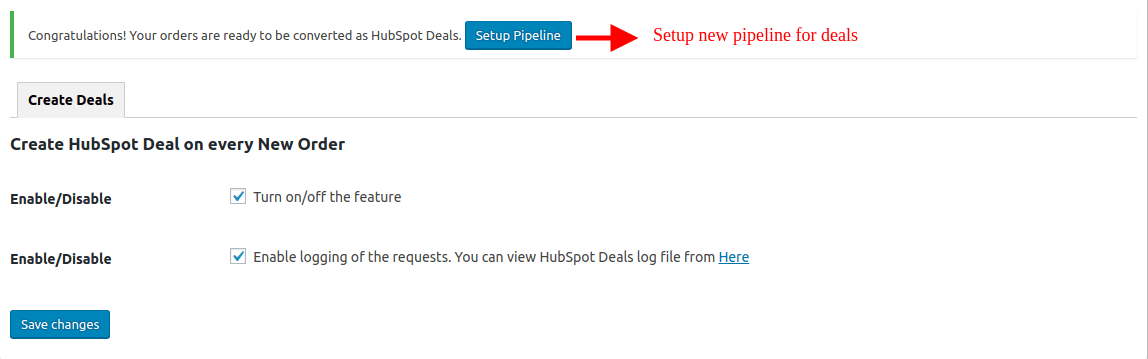 Congratulations! Your orders are ready to be converted as HubSpot Deals. Setup Pipeline Setup new pipeline for deals
Create Deals
Create HubSpot Deal on every New Order
Enable/Disable Turn on/off the feature
Enable/Disable Enable logging of the requests. You can view HubSpot Deals log file from Here
Save changes